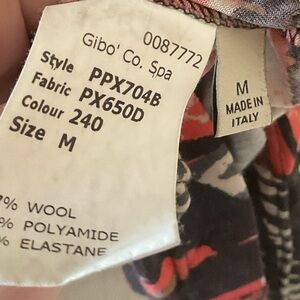 0087772
Gibo' Co. Spa
Style PPX704B
Fabric PX650D
Colour 240
Size M
% WOOL
% POLYAMIDE
% ELASTANE
M
MADE IN
ITALY